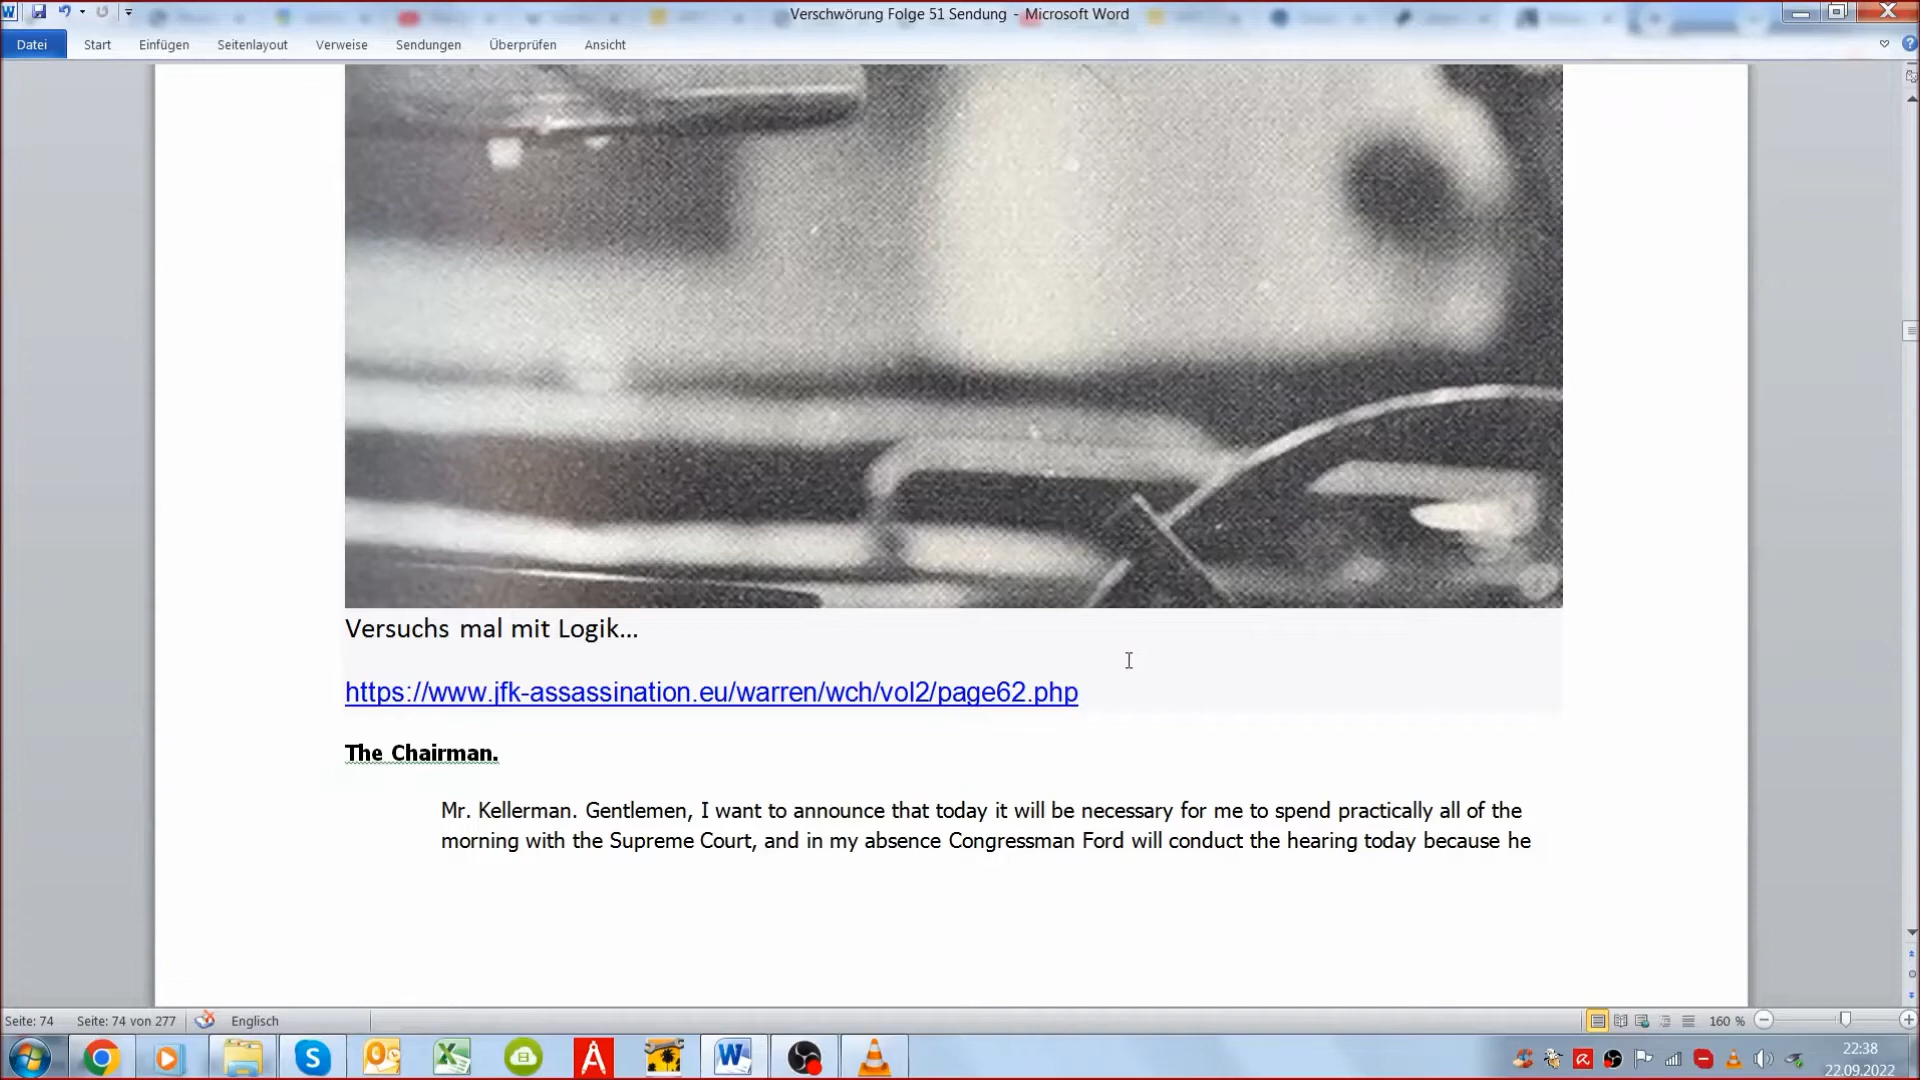 Verschwörung Folge 51 Sendung - Microsoft Word
Datei Start Einfügen Seitenlayout Verweise Sendungen Überprüfen Ansicht
Versuchs mal mit Logik...
https://www.jfk-assassination.eu/warren/wch/vol2/page62.php
The Chairman.
Mr. Kellerman. Gentlemen, I want to announce that today it will be necessary for me to spend practically all of the
morning with the Supreme Court, and in my absence Congressman Ford will conduct the hearing today because he
Seite: 74 Seite: 74 von 277 Englisch 160 %
22:38
22.09.2022